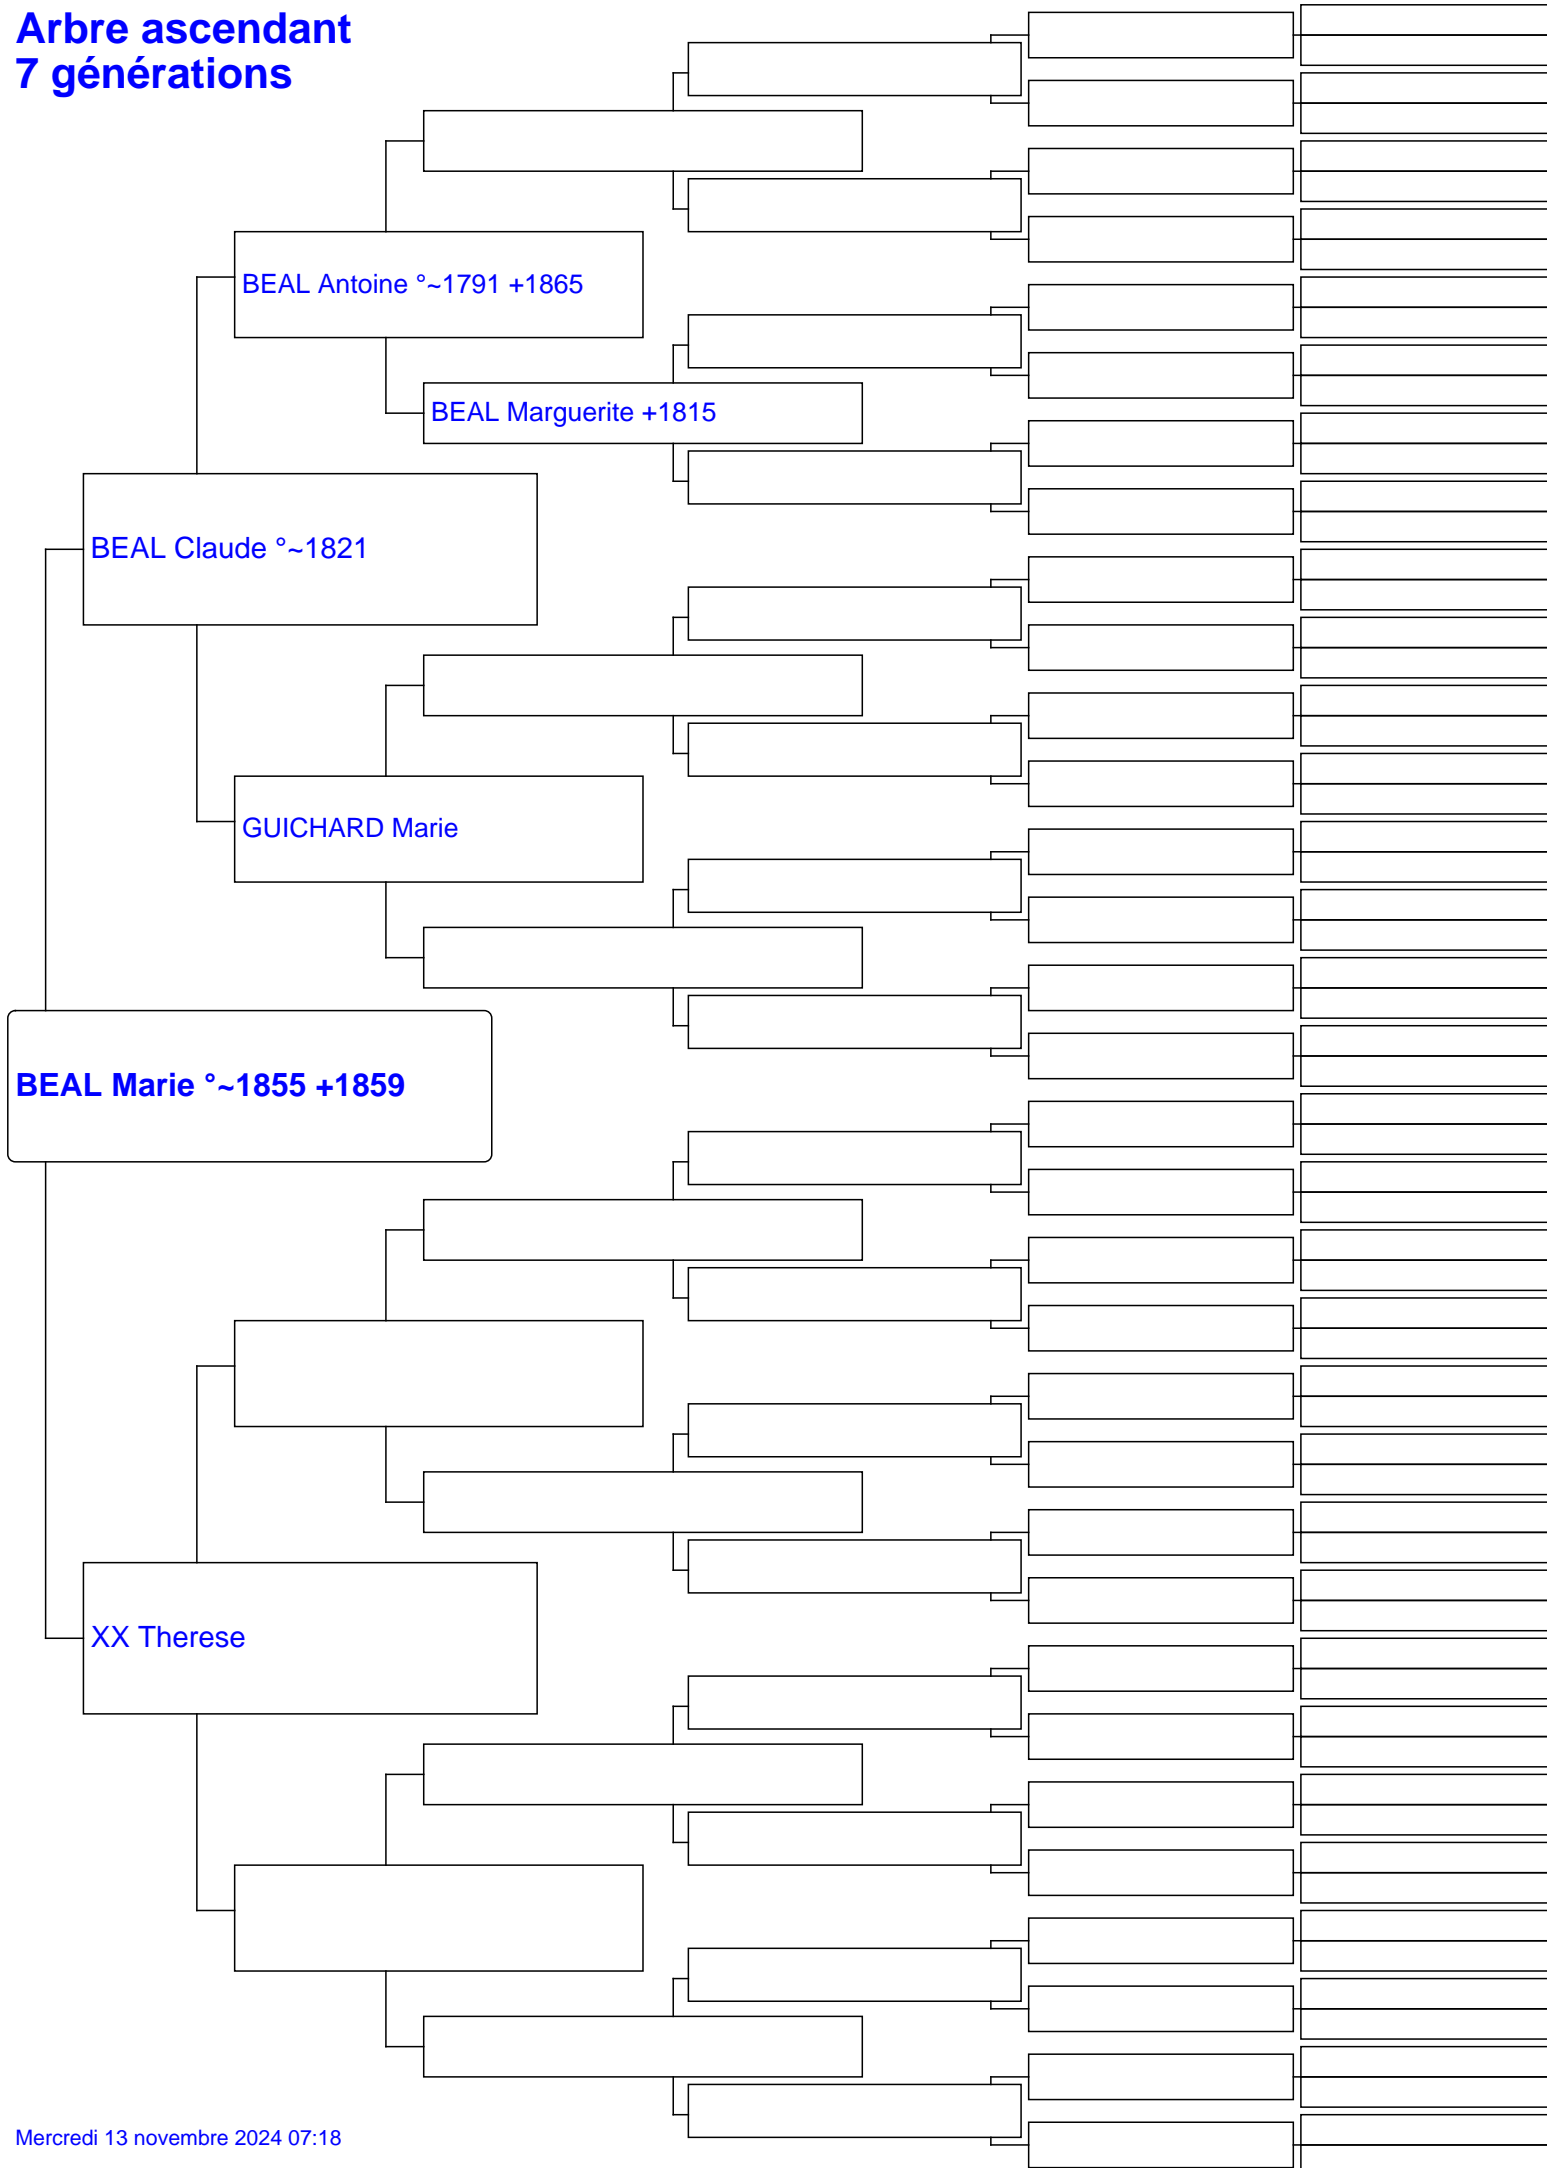 Arbre ascendant
7 générations
BEAL Antoine °~1791 +1865
BEAL Marguerite +1815
BEAL Claude °~1821
GUICHARD Marie
BEAL Marie °~1855 +1859
XX Therese
Mercredi 13 novembre 2024 07:18